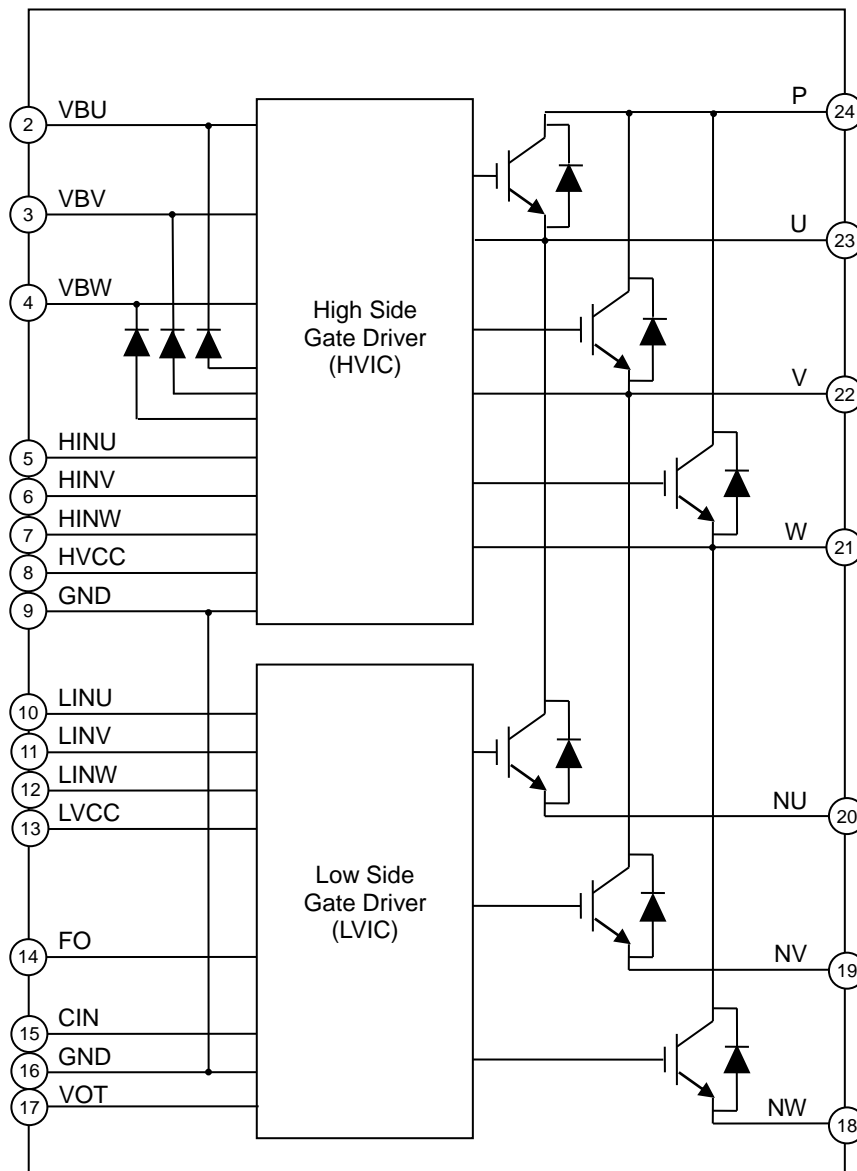 2 VBU
3 VBV
4 VBW
5 HINU
6 HINV
7 HINW
8 HVCC
9 GND
10 LINU
11 LINV
12 LINW
13 LVCC
14 FO
15 CIN
16 GND
17 VOT
High Side
Gate Driver
(HVIC)
Low Side
Gate Driver
(LVIC)
P 24
U 23
V 22
W 21
NU 20
NV 19
NW 18